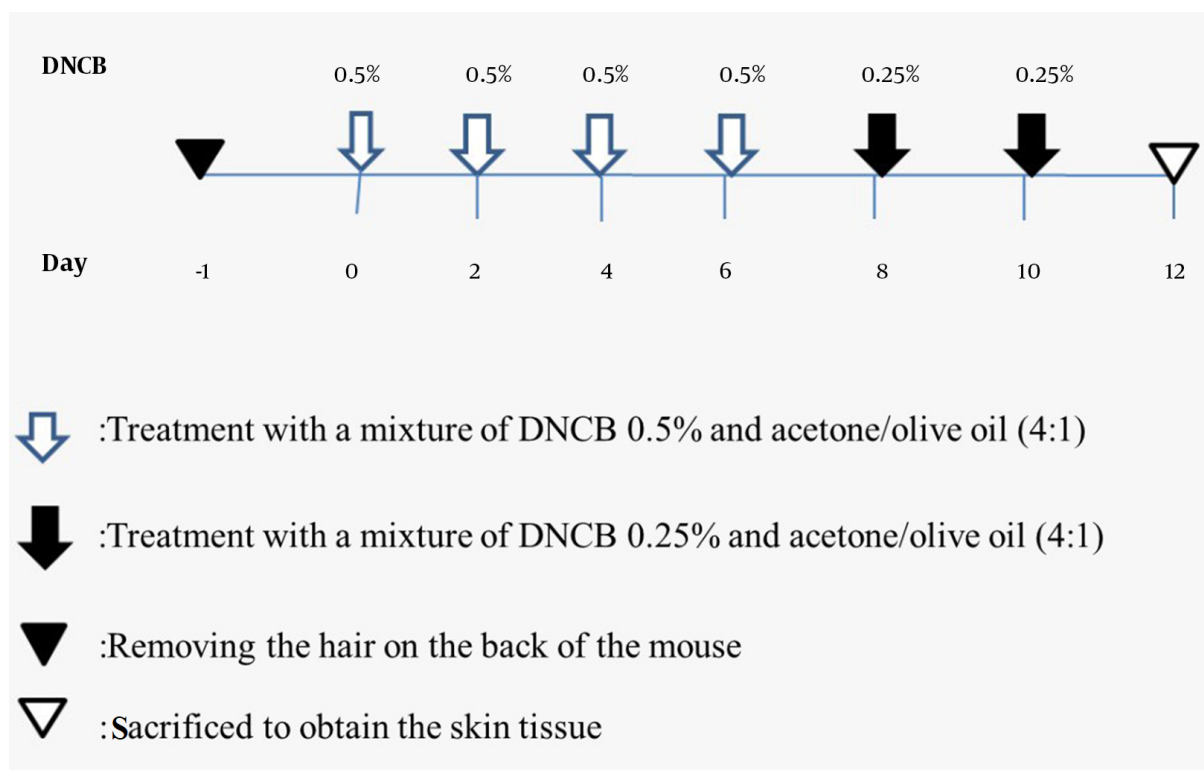 DNCB
0.5% 0.5% 0.5% 0.5% 0.25% 0.25%
Day
-1 0 2 4 6 8 10 12
:Treatment with a mixture of DNCB 0.5% and acetone/olive oil (4:1)
:Treatment with a mixture of DNCB 0.25% and acetone/olive oil (4:1)
:Removing the hair on the back of the mouse
:Sacrificed to obtain the skin tissue